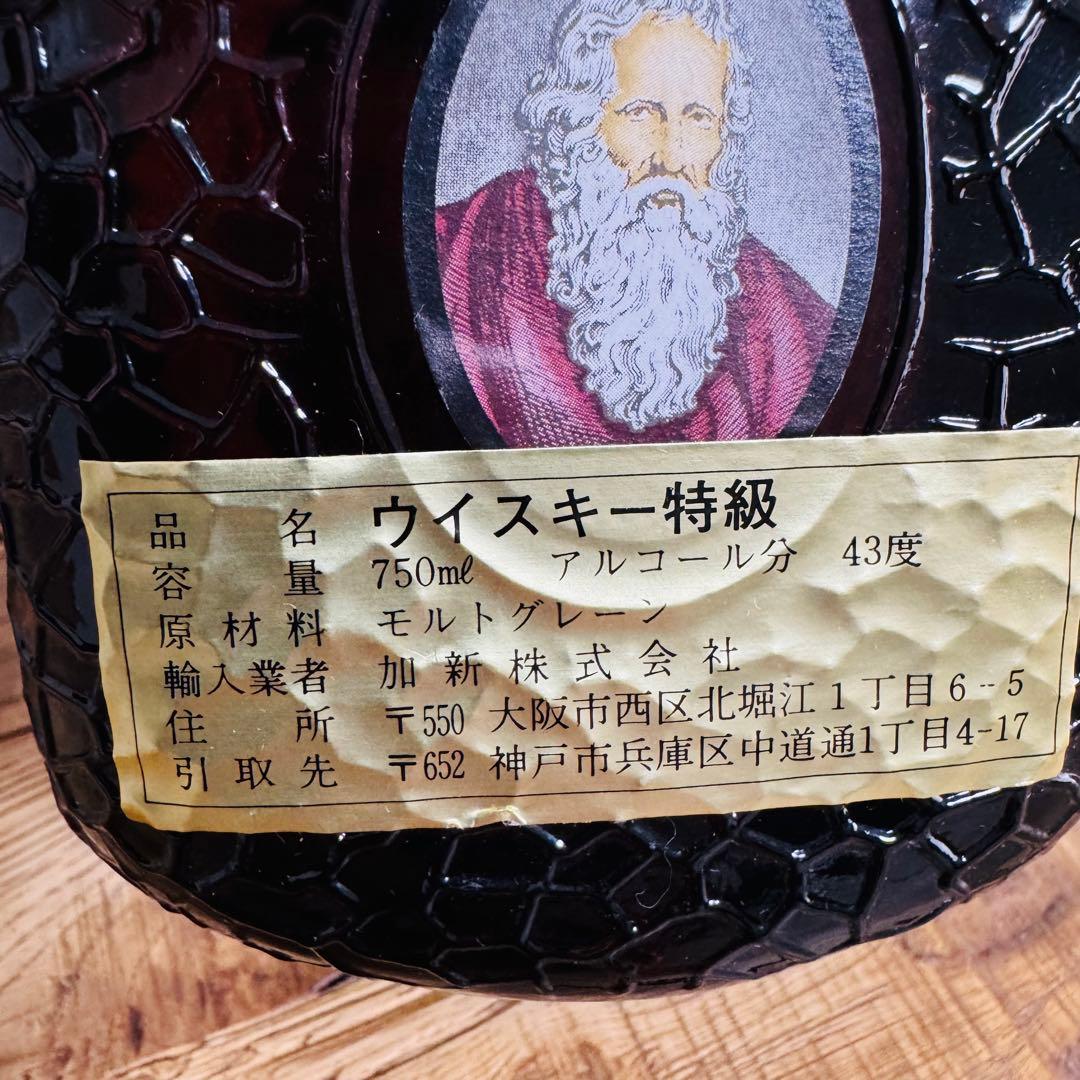 品名 ウイスキー特級
容量 750mℓ アルコール分 43度
原材料 モルトグレーン
輸入業者 加新株式会社
住所 〒550 大阪市西区北堀江1丁目6-5
引取先 〒652 神戸市兵庫区中道通1丁目4-17